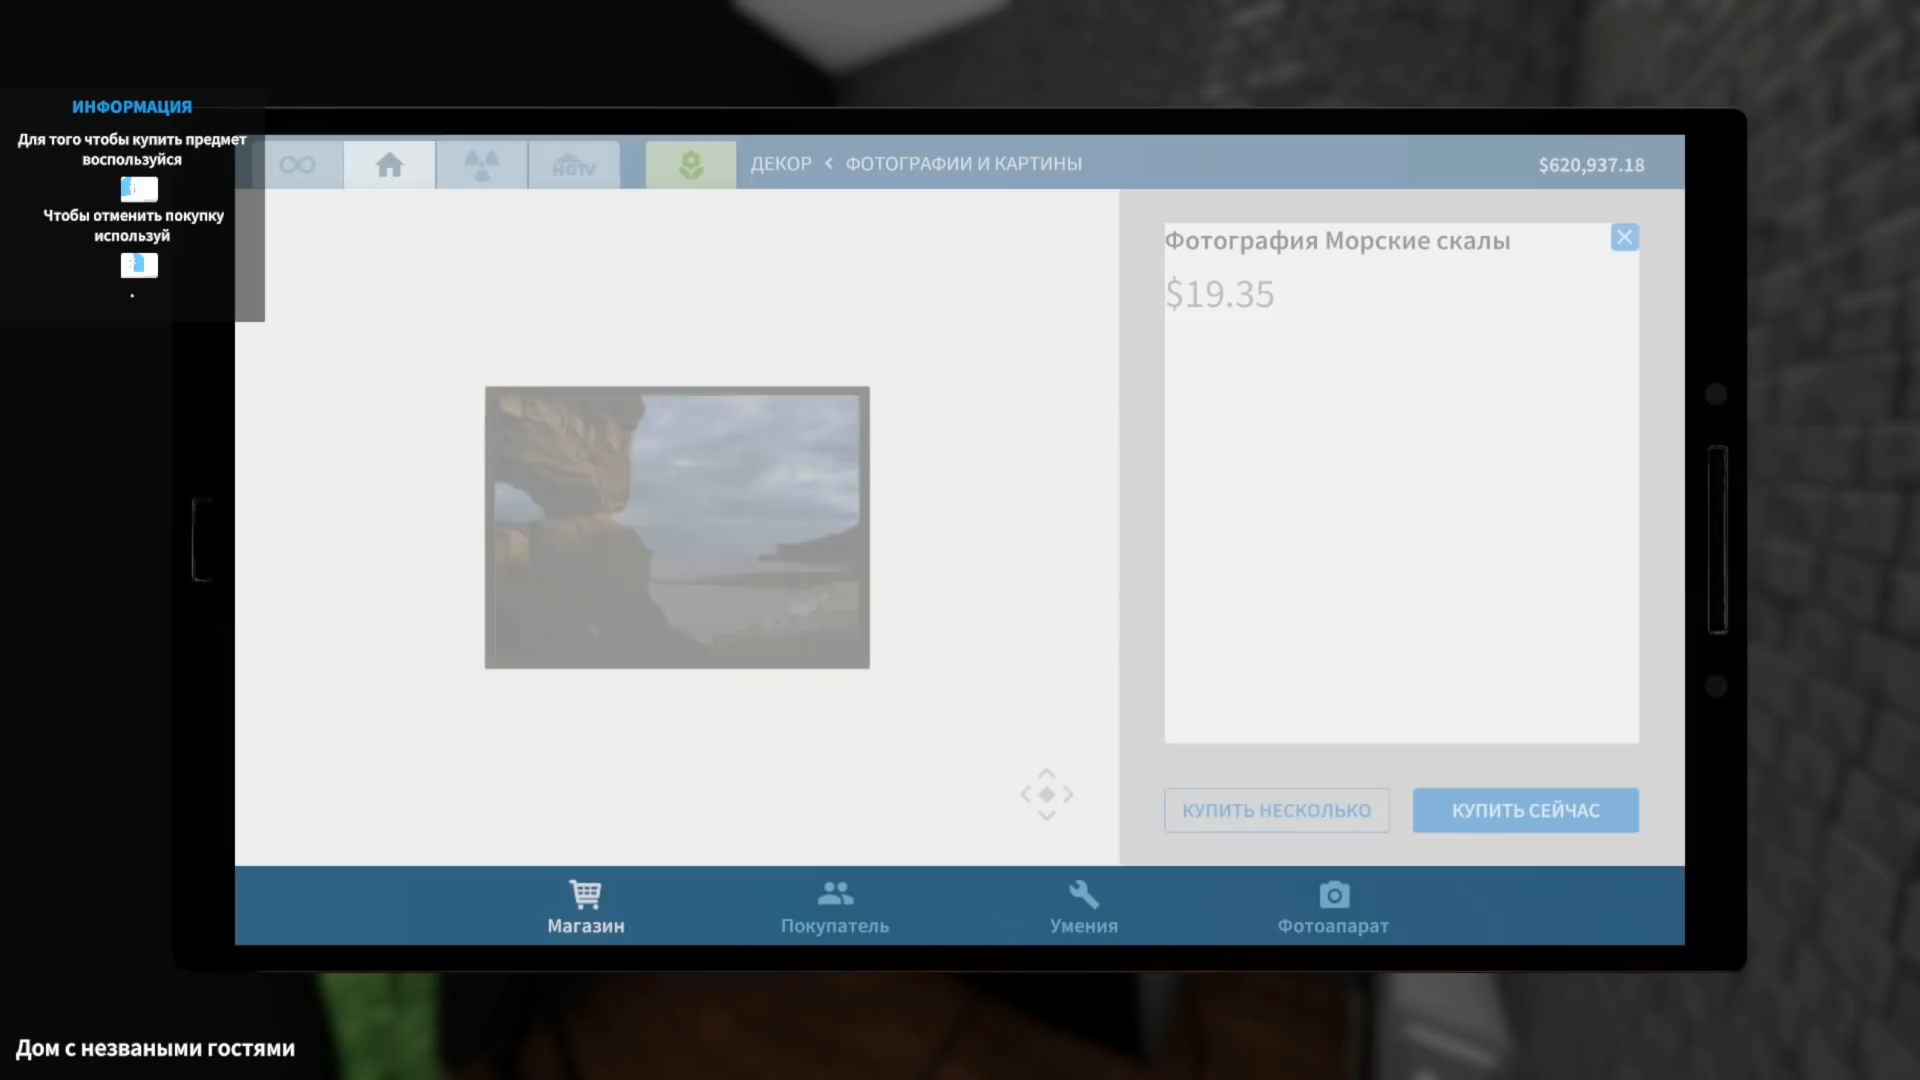 ИНФОРМАЦИЯ
Для того чтобы купить предмет
воспользуйся
Чтобы отменить покупку
используй
.
HGTV
ДЕКОР < ФОТОГРАФИИ И КАРТИНЫ
$620,937.18
Фотография Морские скалы
$19.35
КУПИТЬ НЕСКОЛЬКО
КУПИТЬ СЕЙЧАС
Магазин
Покупатель
Умения
Фотоапарат
Дом с незваными гостями